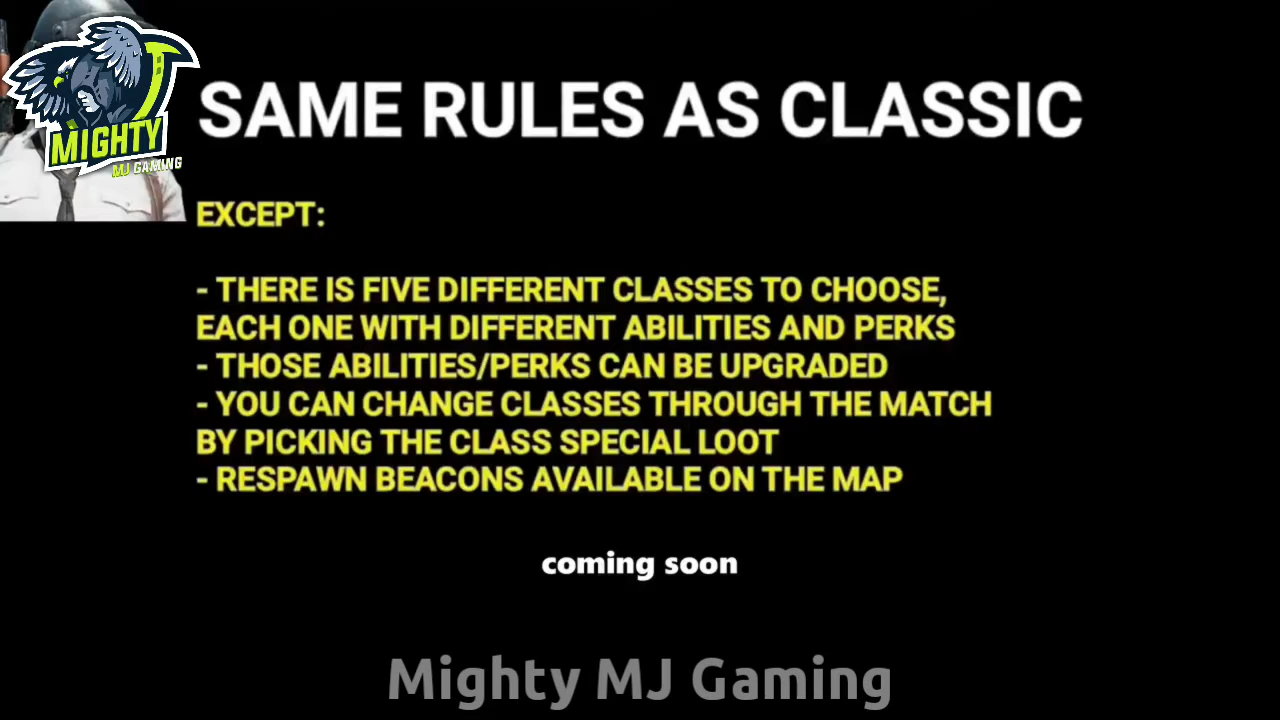 MIGHTY
MJ GAMING
SAME RULES AS CLASSIC
EXCEPT:
- THERE IS FIVE DIFFERENT CLASSES TO CHOOSE,
EACH ONE WITH DIFFERENT ABILITIES AND PERKS
- THOSE ABILITIES/PERKS CAN BE UPGRADED
- YOU CAN CHANGE CLASSES THROUGH THE MATCH
BY PICKING THE CLASS SPECIAL LOOT
- RESPAWN BEACONS AVAILABLE ON THE MAP
coming soon
Mighty MJ Gaming